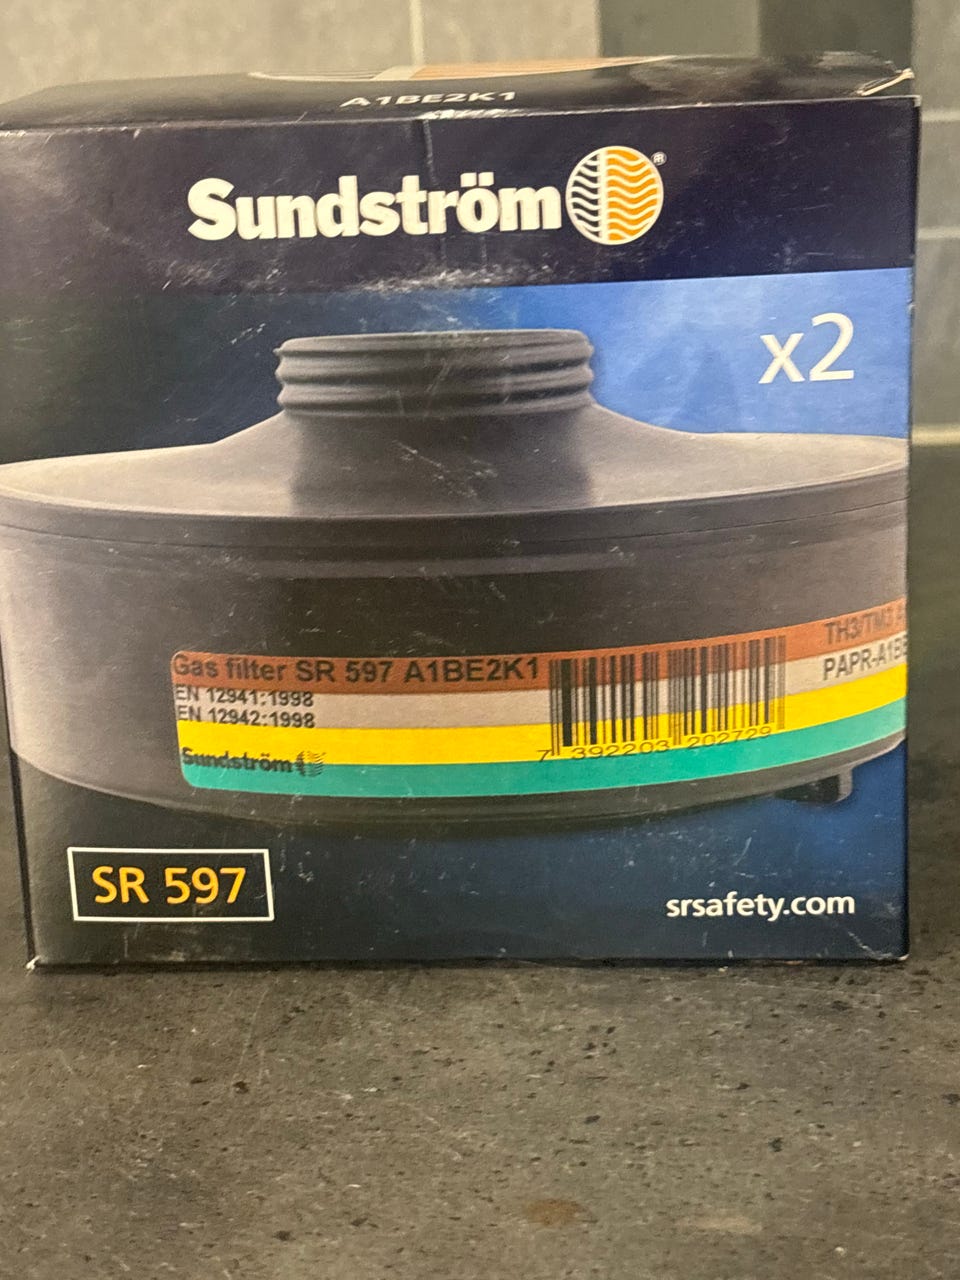 A1BE2K1
Sundström ®
x2
Gas filter SR 597 A1BE2K1
EN 12941:1998
EN 12942:1998
Sundström
7 392203 202729
TH3/TM3
PAPR-A1BE
SR 597
srsafety.com